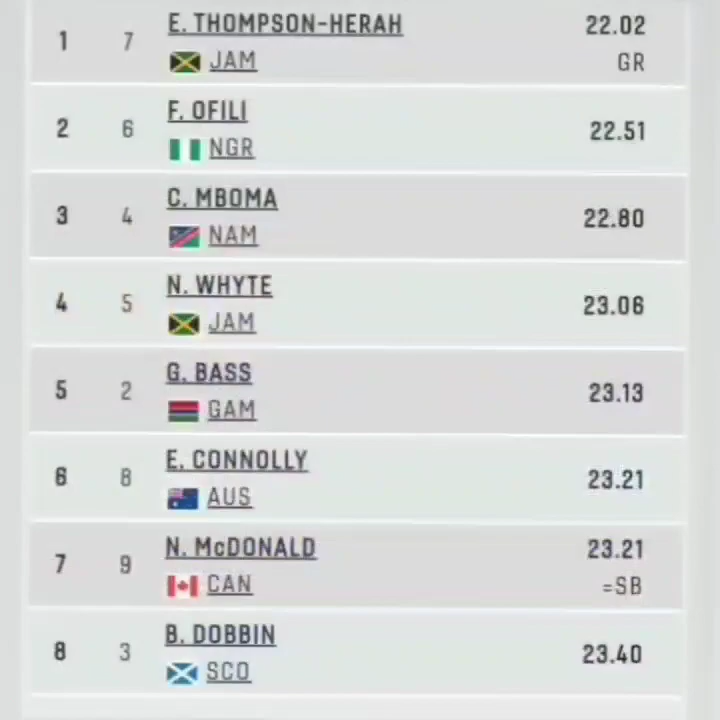 1 7 E. THOMPSON-HERAH 22.02
JAM GR
2 6 F. OFILI 22.51
NGR
3 4 C. MBOMA 22.80
NAM
4 5 N. WHYTE 23.06
JAM
5 2 G. BASS 23.13
GAM
6 8 E. CONNOLLY 23.21
AUS
7 9 N. McDONALD 23.21
CAN =SB
8 3 B. DOBBIN 23.40
SCO